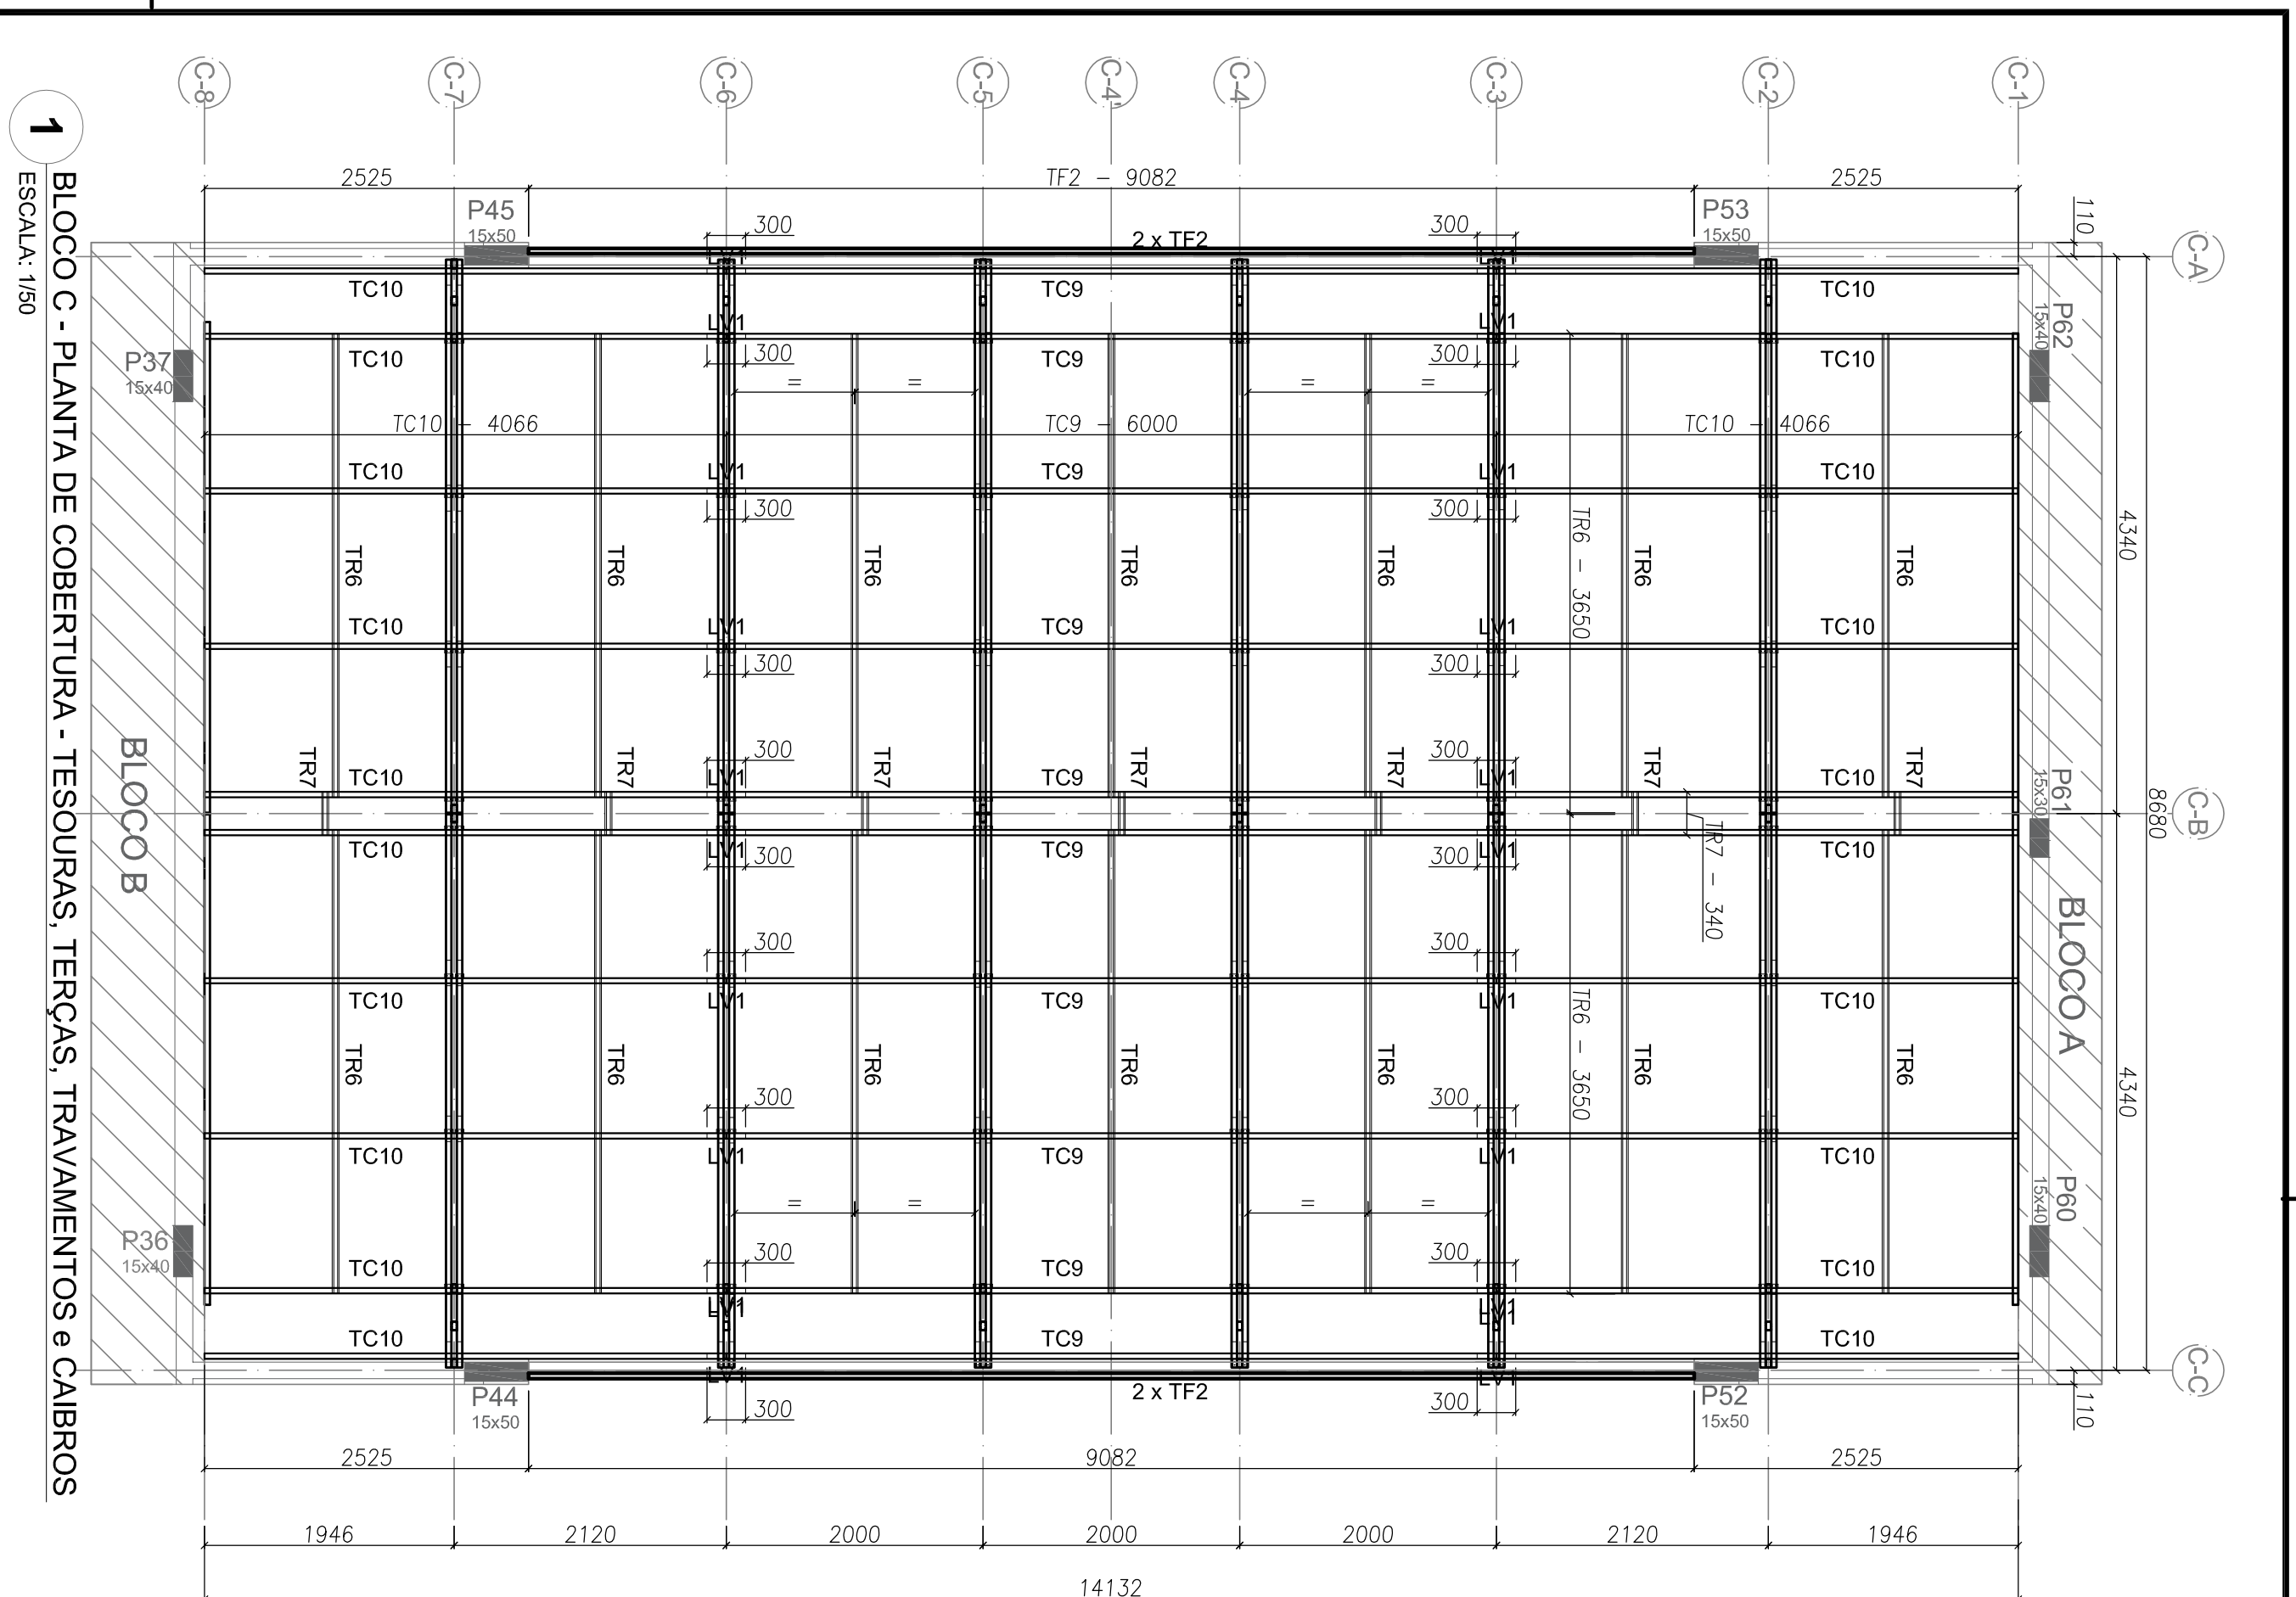 C-8
C-7
C-6
C-5
C-4'
C-4
C-3
C-2
C-1
2525
TF2 - 9082
2525
110
P45
15x50
300
2 x TF2
300
P53
15x50
C-A
TC10
TC9
TC10
LV1
LV1
P62
15x40
P37
15x40
TC10
300
TC9
300
TC10
=
=
=
=
TC10 - 4066
TC9 - 6000
TC10 - 4066
TC10
LV1
TC9
LV1
TC10
300
300
TR6 - 3650
4340
TR6
TR6
TR6
TR6
TR6
TR6
TR6
TC10
LV1
TC9
LV1
TC10
300
300
300
300
TR7
TC10
TR7
LV1
TR7
TC9
TR7
TR7
LV1
TR7
TC10
TR7
P61
15x30
8680
C-B
BLOCO B
TC10
LV1
300
TC9
300
LV1
TR7 - 340
TC10
BLOCO A
300
300
TC10
LV1
TC9
LV1
TC10
TR6 - 3650
4340
TR6
TR6
TR6
TR6
TR6
TR6
TR6
300
300
TC10
LV1
TC9
LV1
TC10
=
=
=
=
P36
15x40
P60
15x40
TC10
300
TC9
300
TC10
LV1
LV1
TC10
TC9
TC10
C-C
P44
15x50
LV1
300
2 x TF2
300
LV1
P52
15x50
110
2525
9082
2525
1946
2120
2000
2000
2000
2120
1946
14132
1
BLOCO C - PLANTA DE COBERTURA - TESOURAS, TERÇAS, TRAVAMENTOS e CAIBROS
ESCALA: 1/50